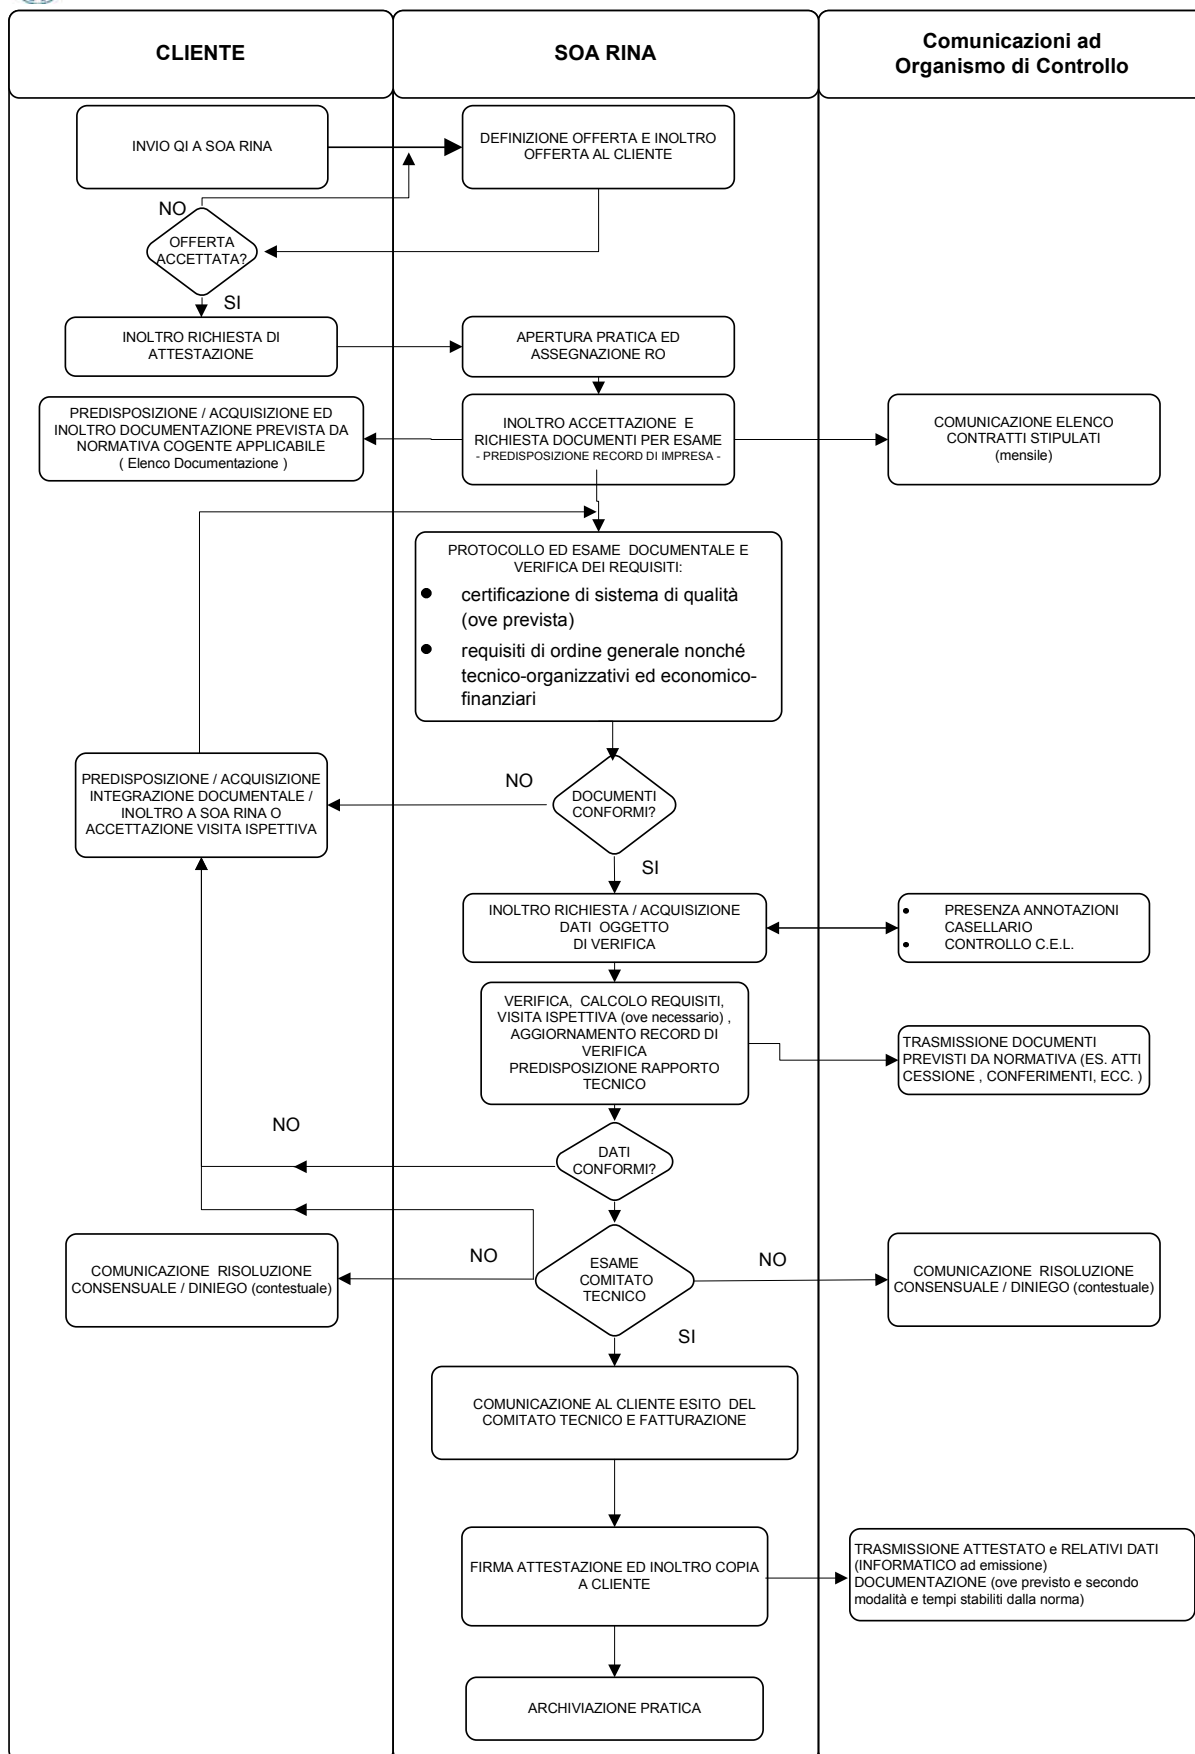 CLIENTE
SOA RINA
Comunicazioni ad
Organismo di Controllo
INVIO QI A SOA RINA
DEFINIZIONE OFFERTA E INOLTRO
OFFERTA AL CLIENTE
NO
OFFERTA
ACCETTATA?
SI
INOLTRO RICHIESTA DI
ATTESTAZIONE
APERTURA PRATICA ED
ASSEGNAZIONE RO
PREDISPOSIZIONE / ACQUISIZIONE ED
INOLTRO DOCUMENTAZIONE PREVISTA DA
NORMATIVA COGENTE APPLICABILE
( Elenco Documentazione )
INOLTRO ACCETTAZIONE E
RICHIESTA DOCUMENTI PER ESAME
- PREDISPOSIZIONE RECORD DI IMPRESA -
COMUNICAZIONE ELENCO
CONTRATTI STIPULATI
(mensile)
PROTOCOLLO ED ESAME DOCUMENTALE E
VERIFICA DEI REQUISITI:
● certificazione di sistema di qualità
(ove prevista)
● requisiti di ordine generale nonché
tecnico-organizzativi ed economico-
finanziari
PREDISPOSIZIONE / ACQUISIZIONE
INTEGRAZIONE DOCUMENTALE /
INOLTRO A SOA RINA O
ACCETTAZIONE VISITA ISPETTIVA
NO
DOCUMENTI
CONFORMI?
SI
INOLTRO RICHIESTA / ACQUISIZIONE
DATI OGGETTO
DI VERIFICA
• PRESENZA ANNOTAZIONI
CASELLARIO
• CONTROLLO C.E.L.
VERIFICA, CALCOLO REQUISITI,
VISITA ISPETTIVA (ove necessario) ,
AGGIORNAMENTO RECORD DI
VERIFICA
PREDISPOSIZIONE RAPPORTO
TECNICO
TRASMISSIONE DOCUMENTI
PREVISTI DA NORMATIVA (ES. ATTI
CESSIONE , CONFERIMENTI, ECC. )
NO
DATI
CONFORMI?
COMUNICAZIONE RISOLUZIONE
CONSENSUALE / DINIEGO (contestuale)
NO
ESAME
COMITATO
TECNICO
NO
COMUNICAZIONE RISOLUZIONE
CONSENSUALE / DINIEGO (contestuale)
SI
COMUNICAZIONE AL CLIENTE ESITO DEL
COMITATO TECNICO E FATTURAZIONE
FIRMA ATTESTAZIONE ED INOLTRO COPIA
A CLIENTE
TRASMISSIONE ATTESTATO e RELATIVI DATI
(INFORMATICO ad emissione)
DOCUMENTAZIONE (ove previsto e secondo
modalità e tempi stabiliti dalla norma)
ARCHIVIAZIONE PRATICA